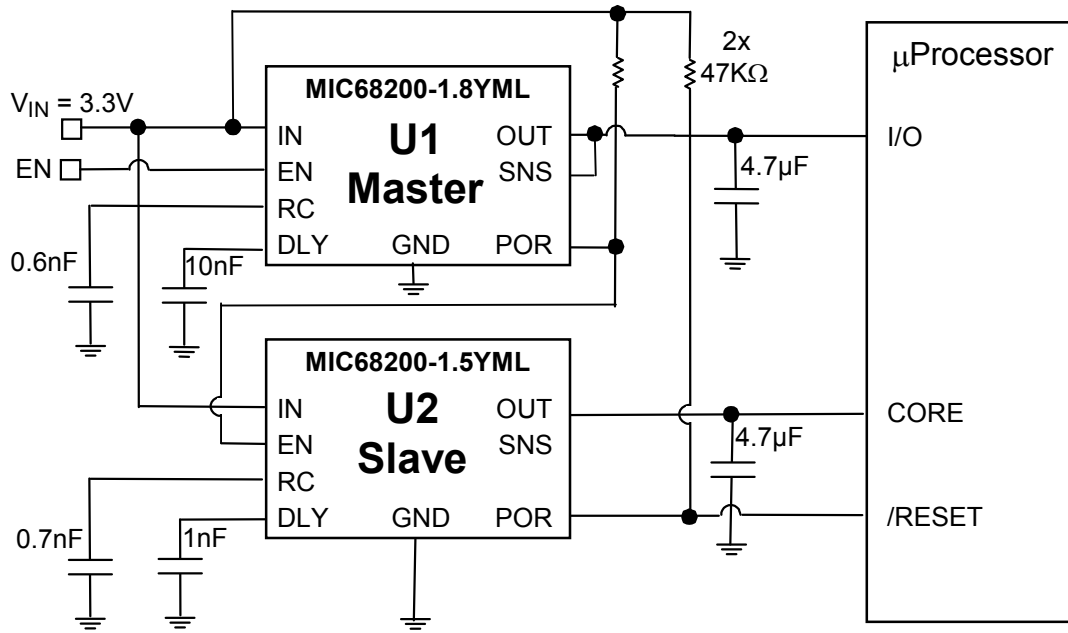 2x
47KΩ
μProcessor
V_IN = 3.3V
EN
MIC68200-1.8YML
U1
Master
IN
EN
RC
DLY
GND
OUT
SNS
POR
I/O
4.7µF
0.6nF
10nF
MIC68200-1.5YML
U2
Slave
IN
EN
RC
DLY
GND
OUT
SNS
POR
CORE
4.7µF
/RESET
0.7nF
1nF